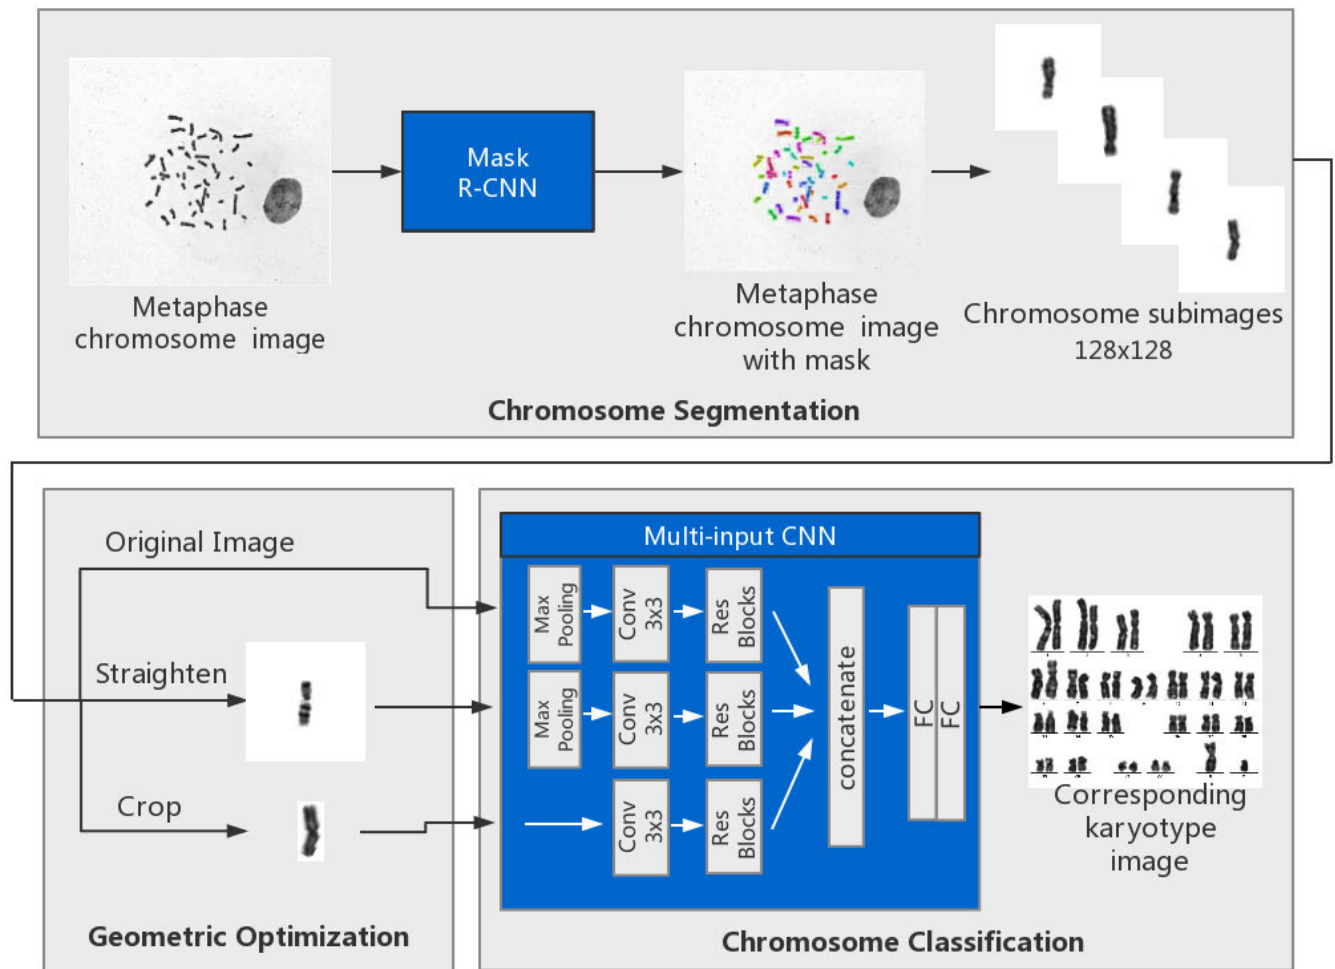 Mask
R-CNN
Metaphase
chromosome image
Metaphase
chromosome image
with mask
Chromosome subimages
128x128
Chromosome Segmentation
Original Image
Straighten
Crop
Geometric Optimization
Multi-input CNN
Max
Pooling
Conv
3x3
Res
Blocks
Max
Pooling
Conv
3x3
Res
Blocks
Conv
3x3
Res
Blocks
concatenate
FC
FC
Corresponding
karyotype
image
Chromosome Classification